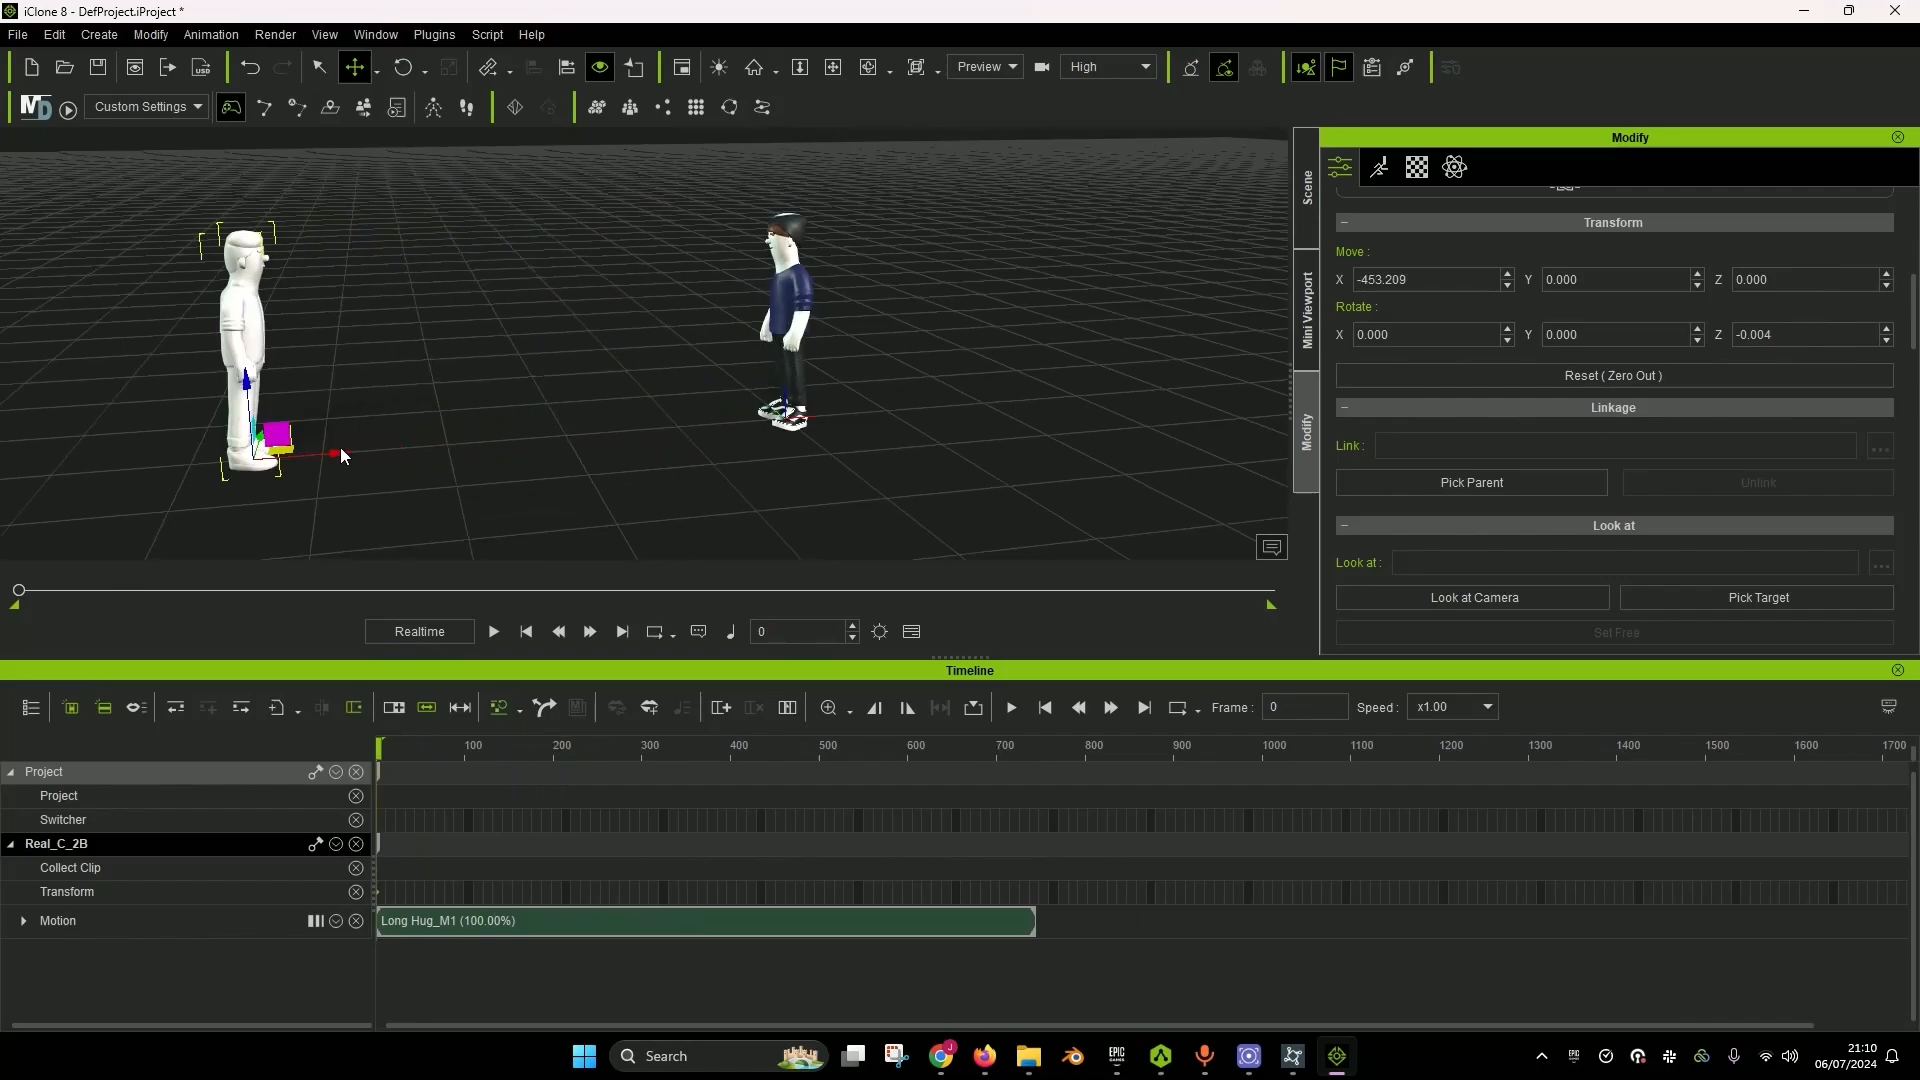 iClone 8 - DefProject.iProject *
File Edit Create Modify Animation Render View Window Plugins Script Help
USD Preview High
MD Custom Settings
Modify
Scene
Mini Viewport
Modify
Transform
Move :
X -453.209 Y 0.000 Z 0.000
Rotate :
X 0.000 Y 0.000 Z -0.004
Reset ( Zero Out )
Linkage
Link : ...
Pick Parent Unlink
Look at
Look at : ...
Look at Camera Pick Target
Set Free
Realtime 0
Timeline
Frame : 0 Speed : x1.00
100 200 300 400 500 600 700 800 900 1000 1100 1200 1300 1400 1500 1600 1700
Project
Project
Switcher
Real_C_2B
Collect Clip
Transform
Motion Long Hug_M1 (100.00%)
Search EPIC GAMES 21:10
06/07/2024